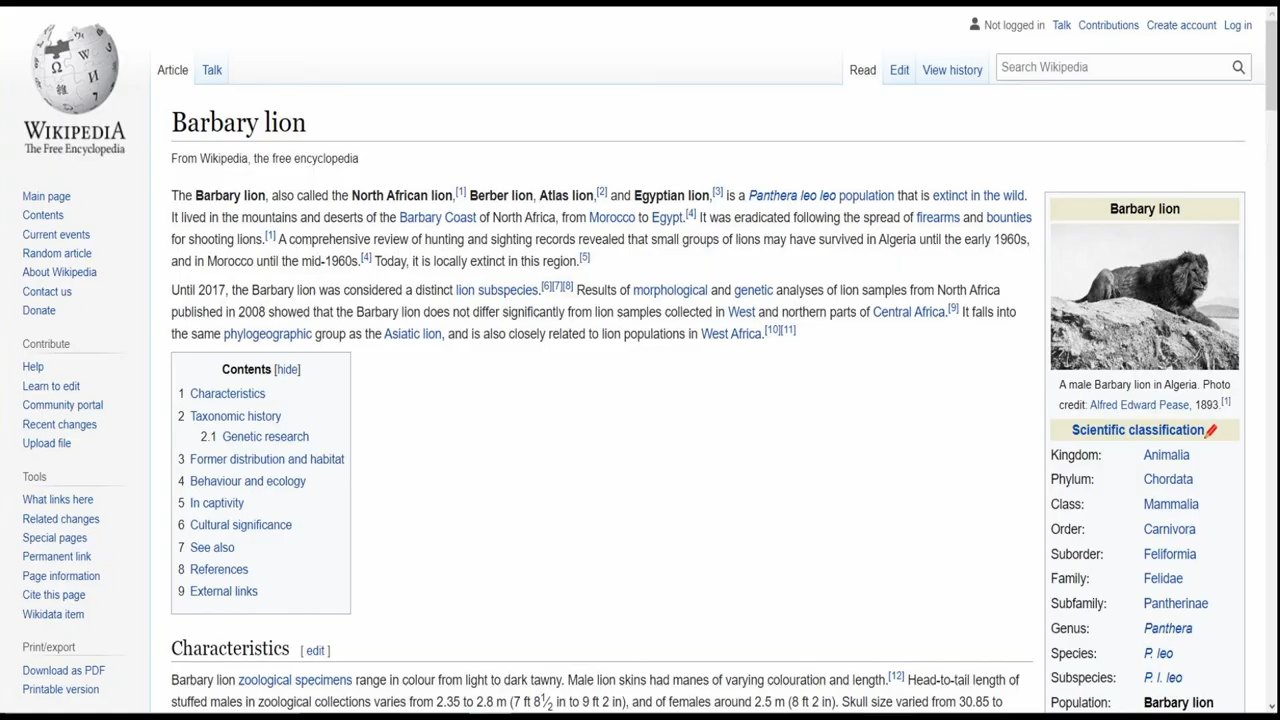 Not logged in Talk Contributions Create account Log in
Article Talk Read Edit View history Search Wikipedia
WIKIPEDIA
The Free Encyclopedia
Main page
Contents
Current events
Random article
About Wikipedia
Contact us
Donate
Contribute
Help
Learn to edit
Community portal
Recent changes
Upload file
Tools
What links here
Related changes
Special pages
Permanent link
Page information
Cite this page
Wikidata item
Print/export
Download as PDF
Printable version
Barbary lion
From Wikipedia, the free encyclopedia
The Barbary lion, also called the North African lion,[1] Berber lion, Atlas lion,[2] and Egyptian lion,[3] is a Panthera leo leo population that is extinct in the wild.
It lived in the mountains and deserts of the Barbary Coast of North Africa, from Morocco to Egypt.[4] It was eradicated following the spread of firearms and bounties
for shooting lions.[1] A comprehensive review of hunting and sighting records revealed that small groups of lions may have survived in Algeria until the early 1960s,
and in Morocco until the mid-1960s.[4] Today, it is locally extinct in this region.[5]
Until 2017, the Barbary lion was considered a distinct lion subspecies.[6][7][8] Results of morphological and genetic analyses of lion samples from North Africa
published in 2008 showed that the Barbary lion does not differ significantly from lion samples collected in West and northern parts of Central Africa.[9] It falls into
the same phylogeographic group as the Asiatic lion, and is also closely related to lion populations in West Africa.[10][11]
Contents [hide]
1 Characteristics
2 Taxonomic history
2.1 Genetic research
3 Former distribution and habitat
4 Behaviour and ecology
5 In captivity
6 Cultural significance
7 See also
8 References
9 External links
Characteristics [ edit ]
Barbary lion zoological specimens range in colour from light to dark tawny. Male lion skins had manes of varying colouration and length.[12] Head-to-tail length of
stuffed males in zoological collections varies from 2.35 to 2.8 m (7 ft 8 1⁄2 in to 9 ft 2 in), and of females around 2.5 m (8 ft 2 in). Skull size varied from 30.85 to
Barbary lion
A male Barbary lion in Algeria. Photo
credit: Alfred Edward Pease, 1893.[1]
Scientific classification
Kingdom: Animalia
Phylum: Chordata
Class: Mammalia
Order: Carnivora
Suborder: Feliformia
Family: Felidae
Subfamily: Pantherinae
Genus: Panthera
Species: P. leo
Subspecies: P. l. leo
Population: Barbary lion